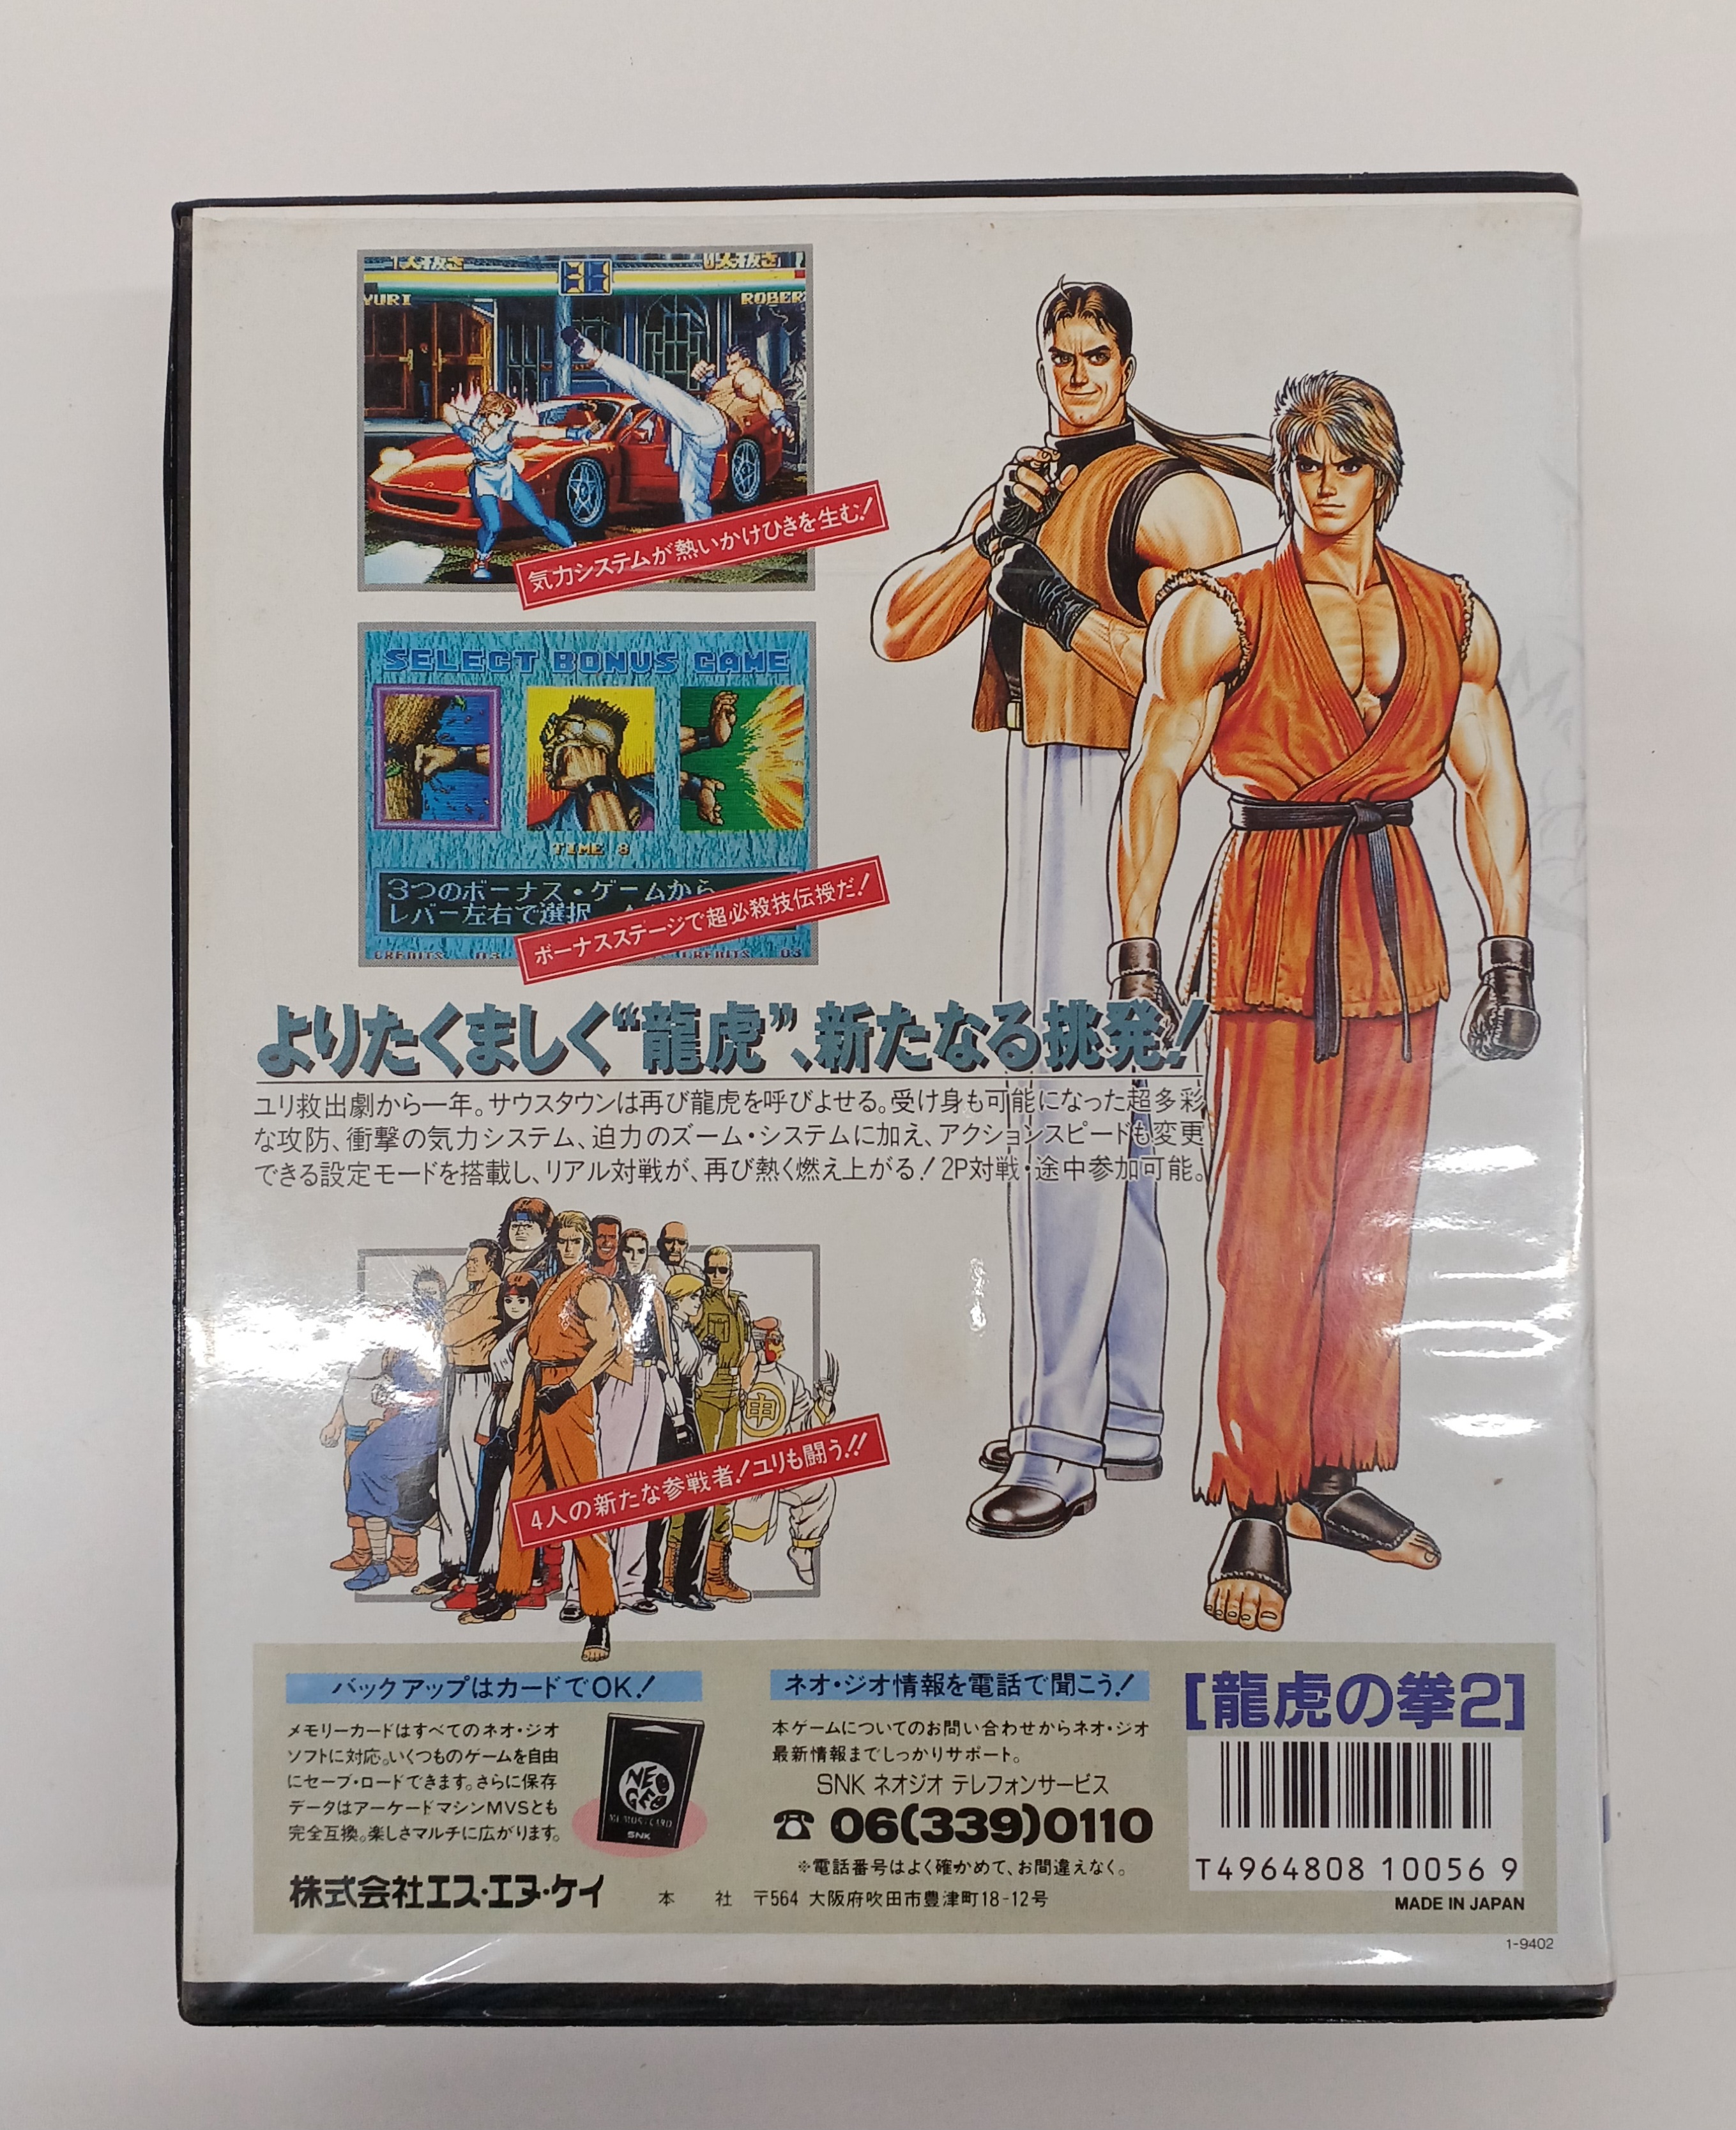 1人抜き
0人抜き
YURI
ROBER
気力システムが熱いかけひきを生む!
SELECT BONUS GAME
TIME 8
3つのボーナス・ゲームから
レバー左右で選択
CREDITS 03
CREDITS 03
ボーナスステージで超必殺技伝授だ!
よりたくましく“龍虎”、新たなる挑発!
ユリ救出劇から一年。サウスタウンは再び龍虎を呼びよせる。受け身も可能になった超多彩
な攻防、衝撃の気力システム、迫力のズーム・システムに加え、アクションスピードも変更
できる設定モードを搭載し、リアル対戦が、再び熱く燃え上がる!2P対戦・途中参加可能。
申
4人の新たな参戦者!ユリも闘う!!
バックアップはカードでOK!
メモリーカードはすべてのネオ・ジオ
ソフトに対応。いくつものゲームを自由
にセーブ・ロードできます。さらに保存
データはアーケードマシンMVSとも
完全互換。楽しさマルチに広がります。
NEO
GEO
MEMORY CARD
SNK
ネオ・ジオ情報を電話で聞こう!
本ゲームについてのお問い合わせからネオ・ジオ
最新情報までしっかりサポート。
SNK ネオジオ テレフォンサービス
☎ 06(339)0110
※電話番号はよく確かめて、お間違えなく。
株式会社エス・エヌ・ケイ 本 社 〒564 大阪府吹田市豊津町18-12号
[龍虎の拳2]
T4964808 10056 9
MADE IN JAPAN
1-9402